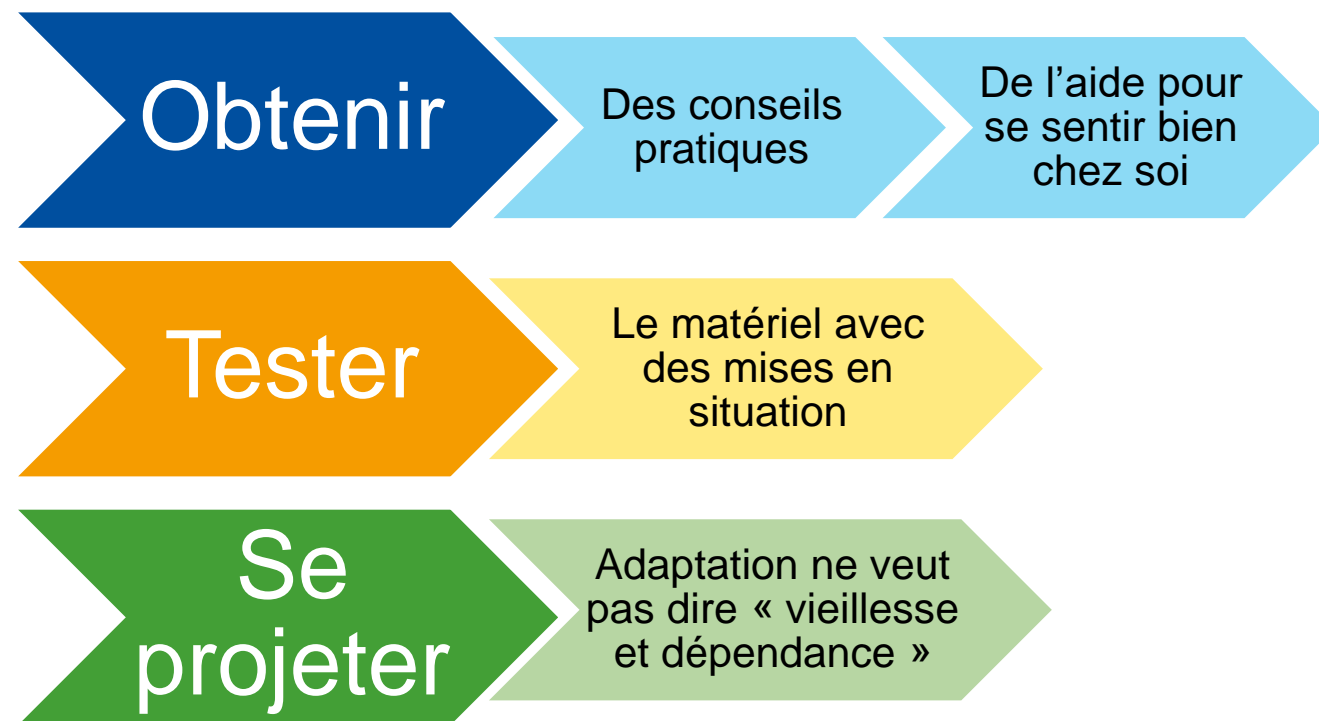 Obtenir
Des conseils
pratiques
De l’aide pour
se sentir bien
chez soi
Tester
Le matériel avec
des mises en
situation
Se
projeter
Adaptation ne veut
pas dire « vieillesse
et dépendance »